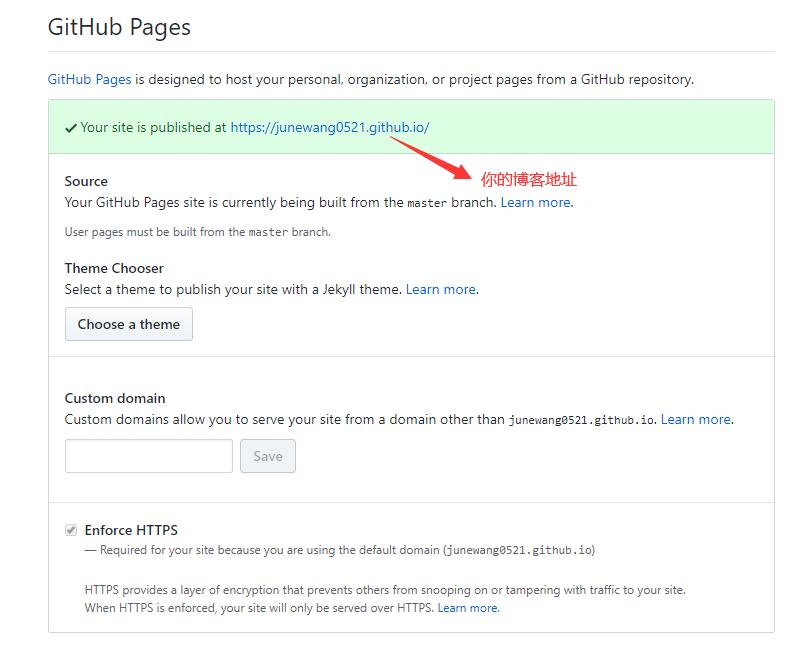 GitHub Pages
GitHub Pages is designed to host your personal, organization, or project pages from a GitHub repository.
Your site is published at https://junewang0521.github.io/
你的博客地址
Source
Your GitHub Pages site is currently being built from the master branch. Learn more.
User pages must be built from the master branch.
Theme Chooser
Select a theme to publish your site with a Jekyll theme. Learn more.
Choose a theme
Custom domain
Custom domains allow you to serve your site from a domain other than junewang0521.github.io. Learn more.
Save
Enforce HTTPS
— Required for your site because you are using the default domain (junewang0521.github.io)
HTTPS provides a layer of encryption that prevents others from snooping on or tampering with traffic to your site.
When HTTPS is enforced, your site will only be served over HTTPS. Learn more.